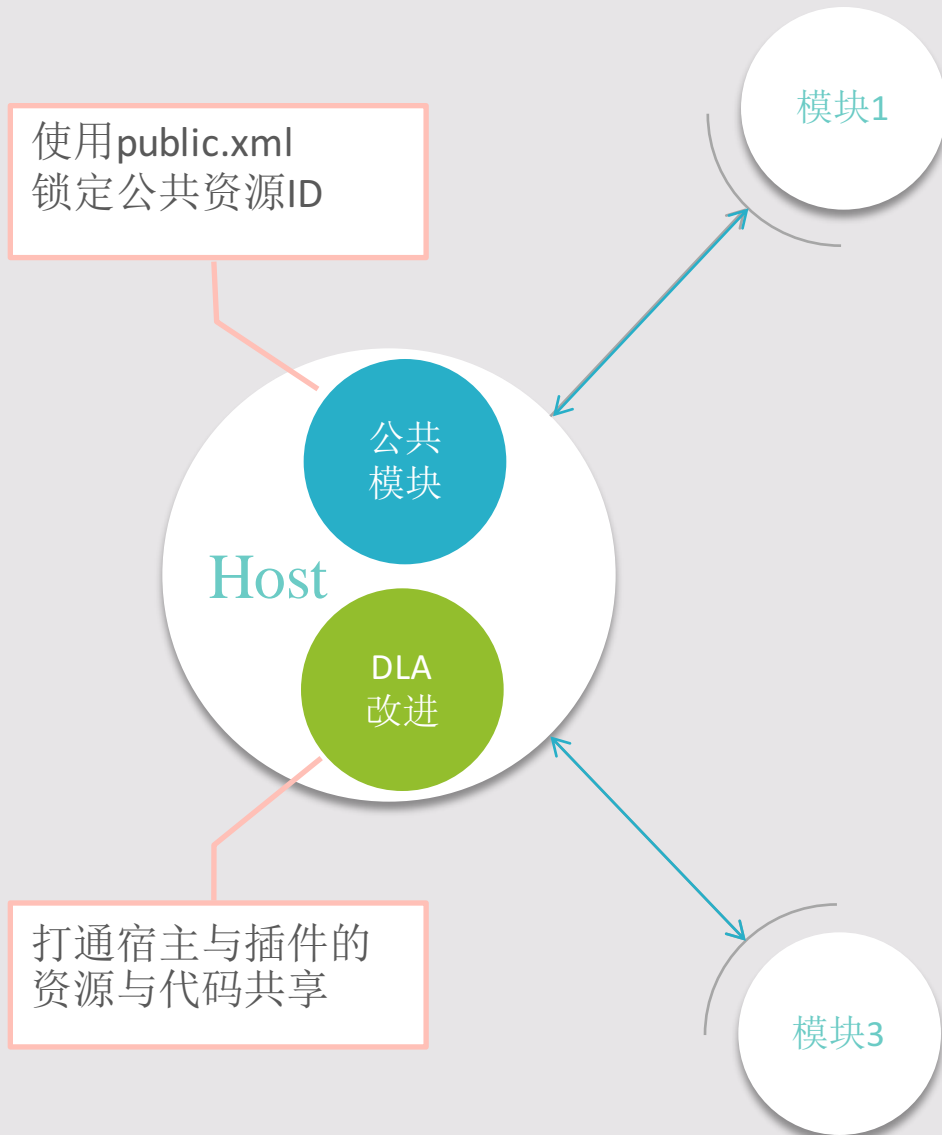 模块1
使用public.xml
锁定公共资源ID
公共
模块
Host
DLA
改进
打通宿主与插件的
资源与代码共享
模块3